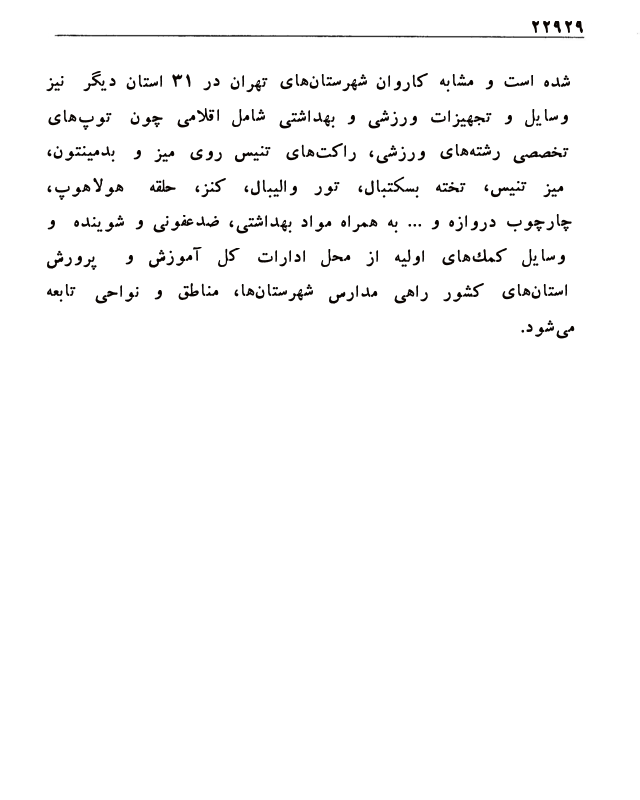 ۲۲۹۲۹
شده است و مشابه کاروان شهرستان‌های تهران در ۳۱ استان دیگر نیز
وسایل و تجهیزات ورزشی و بهداشتی شامل اقلامی چون توپ‌های
تخصصی رشته‌های ورزشی، راکت‌های تنیس روی میز و بدمینتون،
میز تنیس، تخته بسکتبال، تور والیبال، کنز، حلقه هولاهوپ،
چارچوب دروازه و ... به همراه مواد بهداشتی، ضدعفونی و شوینده و
وسایل کمك‌های اولیه از محل ادارات کل آموزش و پرورش
استان‌های کشور راهی مدارس شهرستان‌ها، مناطق و نواحی تابعه
می‌شود.